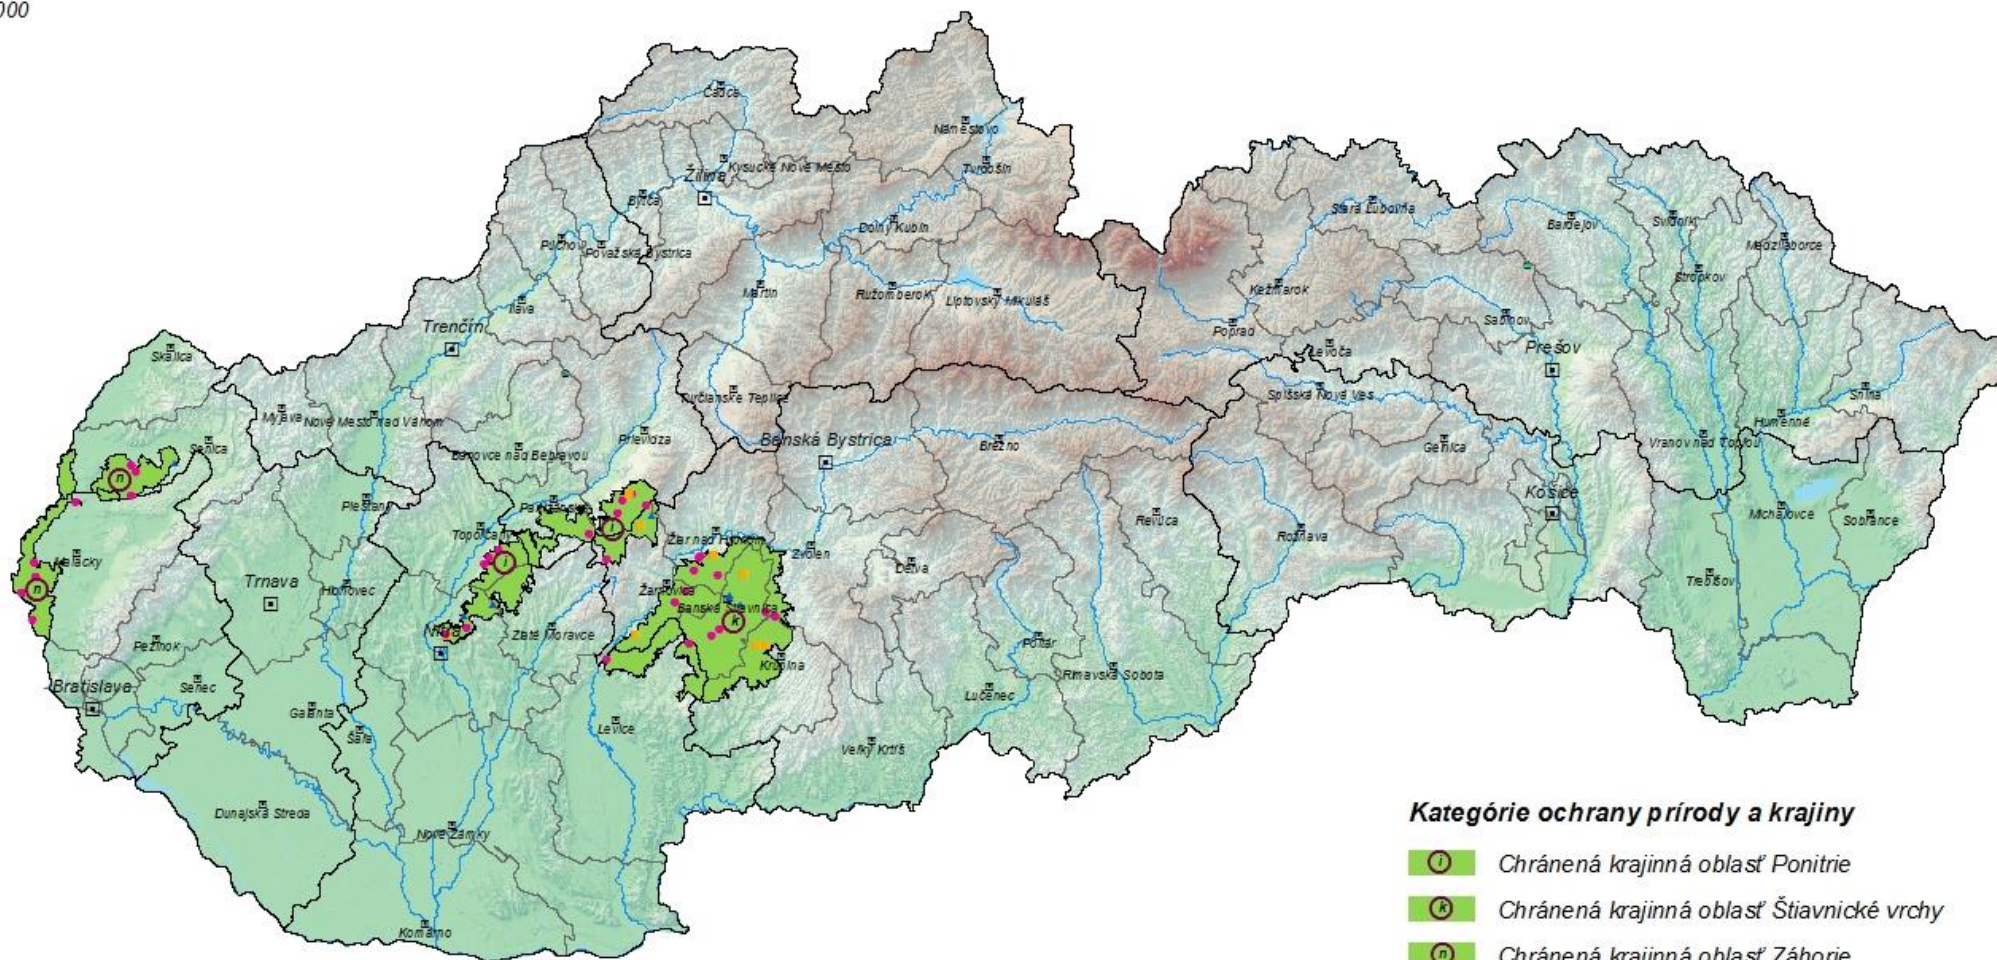 000
Čadca
Námestovo
Kysucké Nové Mesto
Tvrdošín
Žilina
Bytča
Stará Ľubovňa
Svidník
Bardejov
Dolný Kubín
Púchov
Medzilaborce
Považská Bystrica
Stropkov
Martin
Ružomberok
Liptovský Mikuláš
Kežmarok
Ilava
Trenčín
Poprad
Sabinov
Prešov
Levoča
Skalica
Turčianske Teplice
Spišská Nová Ves
Snina
Myjava
Nové Mesto nad Váhom
Humenné
Prievidza
Banská Bystrica
Brezno
Gelnica
Vranov nad Topľou
Senica
Bánovce nad Bebravou
n
Piešťany
Partizánske
Košice
Michalovce
Sobrance
Revúca
Topoľčany
i
Žiar nad Hronom
Rožňava
Zvolen
Malacky
i
Detva
Trnava
Hlohovec
Trebišov
n
Žarnovica
Banská Štiavnica
k
Nitra
Zlaté Moravce
Pezinok
Poltár
Krupina
Rimavská Sobota
Bratislava
Senec
Lučenec
Galanta
Levice
Šaľa
Veľký Krtíš
Dunajská Streda
Nové Zámky
Komárno
Kategórie ochrany prírody a krajiny
i Chránená krajinná oblasť Ponitrie
k Chránená krajinná oblasť Štiavnické vrchy
n Chránená krajinná oblasť Záhorie